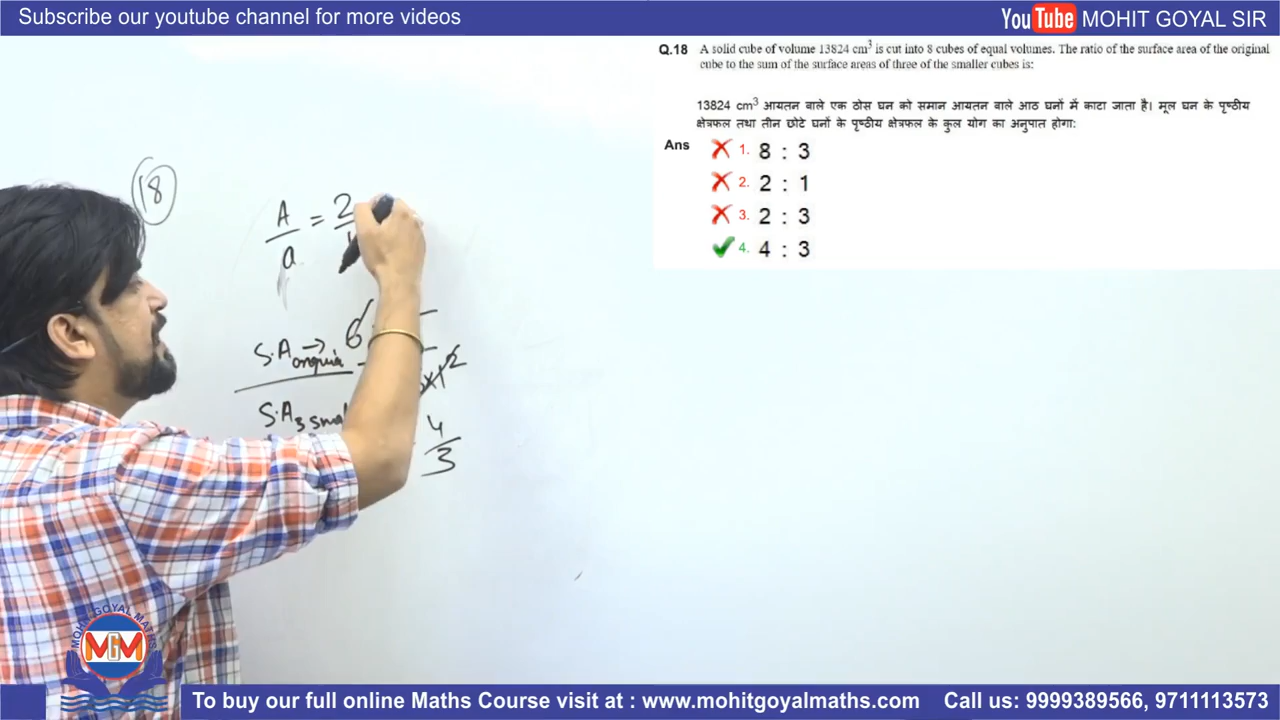 Subscribe our youtube channel for more videos
YouTube MOHIT GOYAL SIR
Q.18 A solid cube of volume 13824 cm³ is cut into 8 cubes of equal volumes. The ratio of the surface area of the original
cube to the sum of the surface areas of three of the smaller cubes is:
13824 cm³ आयतन वाले एक ठोस घन को समान आयतन वाले आठ घनों में काटा जाता है। मूल घन के पृष्ठीय
क्षेत्रफल तथा तीन छोटे घनों के पृष्ठीय क्षेत्रफल के कुल योग का अनुपात होगा:
Ans
1. 8 : 3
2. 2 : 1
3. 2 : 3
4. 4 : 3
18
A/a = 2/
S.A
S.A 3
4/3
MOHIT GOYAL MATHS
MGM
To buy our full online Maths Course visit at : www.mohitgoyalmaths.com Call us: 9999389566, 9711113573